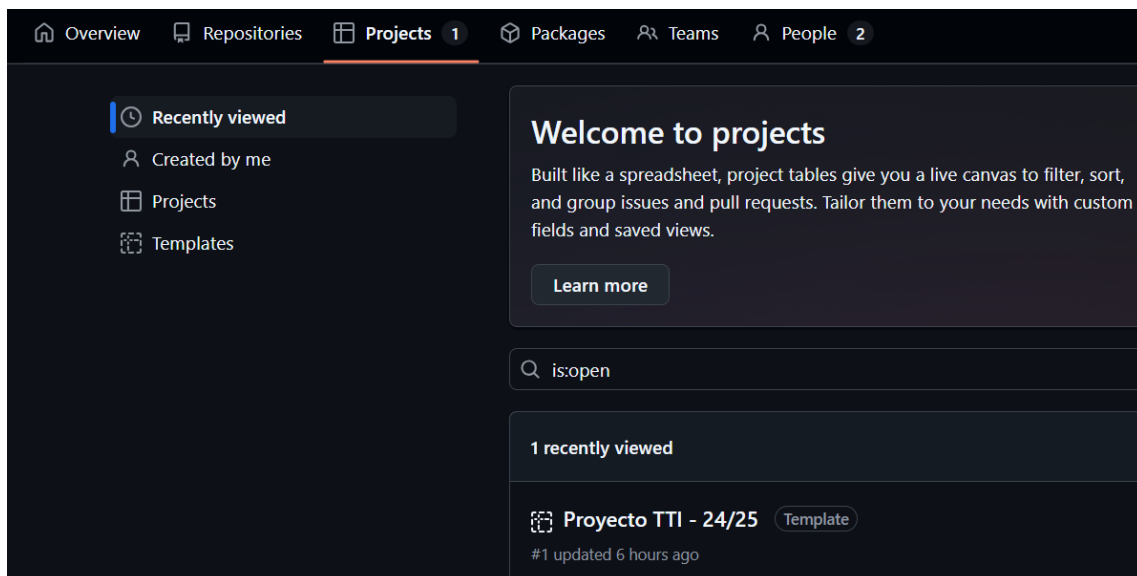 Overview Repositories Projects 1 Packages Teams People 2
Recently viewed
Created by me
Projects
Templates
Welcome to projects
Built like a spreadsheet, project tables give you a live canvas to filter, sort,
and group issues and pull requests. Tailor them to your needs with custom
fields and saved views.
Learn more
is:open
1 recently viewed
Proyecto TTI - 24/25 Template
#1 updated 6 hours ago